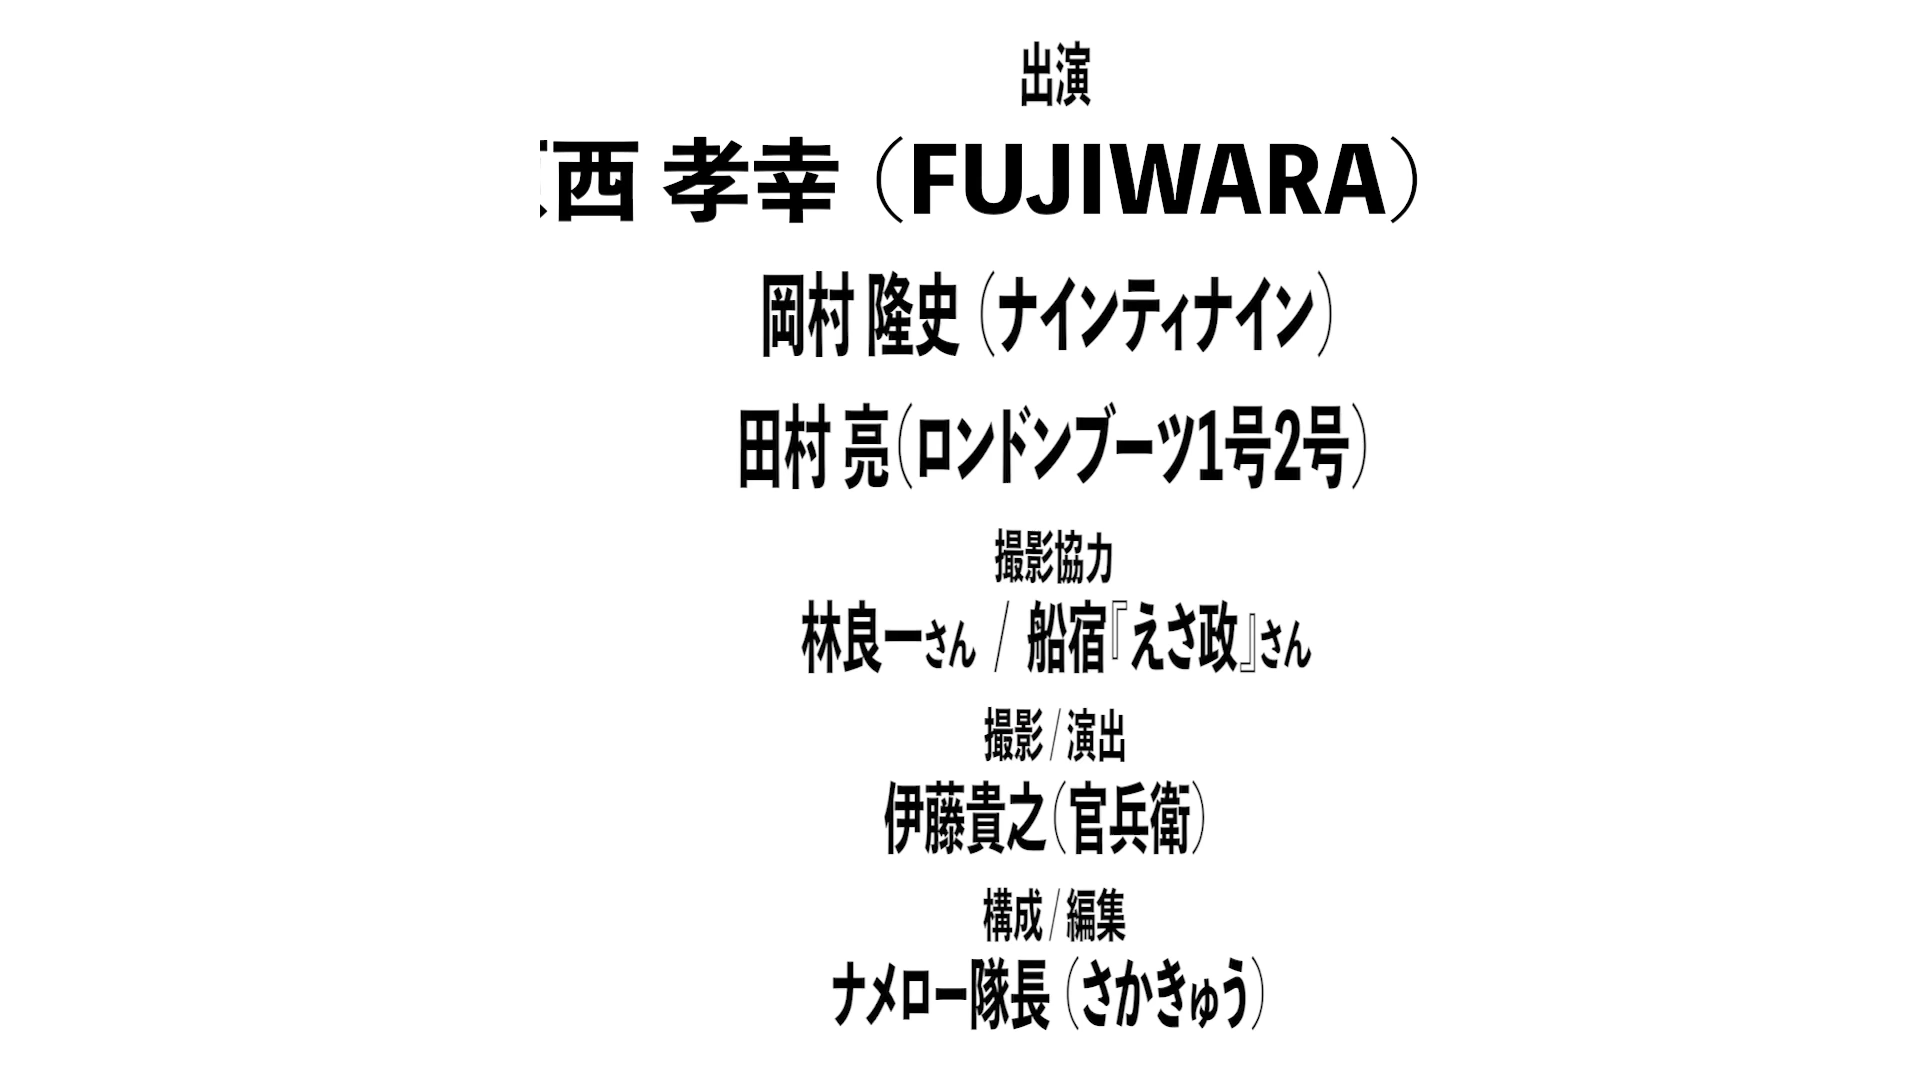 出演
西 孝幸（FUJIWARA）
岡村 隆史（ナインティナイン）
田村 亮（ロンドンブーツ1号2号）
撮影協力
林良一さん / 船宿『えさ政』さん
撮影 / 演出
伊藤貴之（官兵衛）
構成 / 編集
ナメロー隊長（さかきゅう）